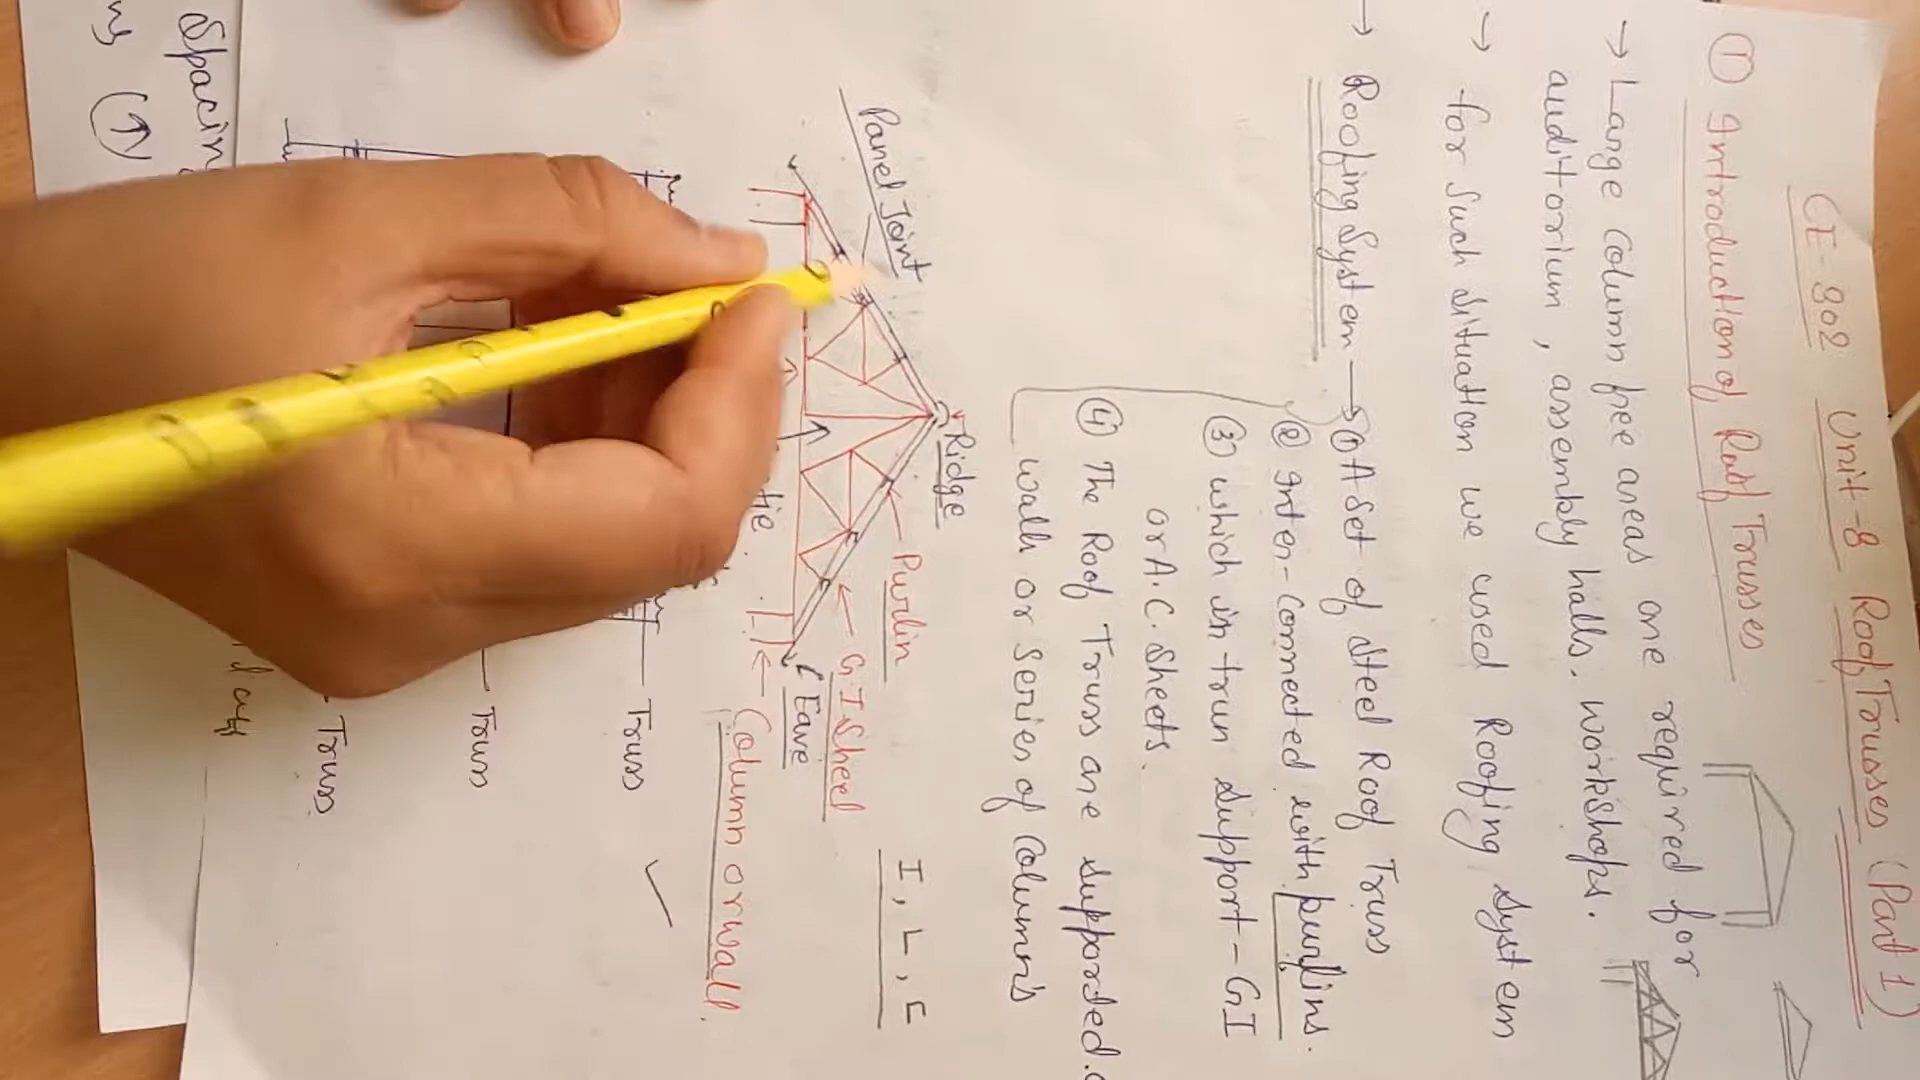 CE-802 Unit-8 Roof Trusses (Part 1)
① Introduction of Roof Trusses
→ Large Column free areas are required for
auditorium, assembly halls, workshops.
→ for such situation we used Roofing system
→ Roofing System → ① A Set of steel Roof Truss
② Inter-Connected with purlins.
③ which in trun support-GI
or A.C. Sheets.
④ The Roof Truss are supported
walls or series of Column's
Ridge
Panel Joint
Purlin
G.I Sheet
I, L, C
Eave
tie
Column or wall.
Truss
Truss
Truss
Spacin
(↑)